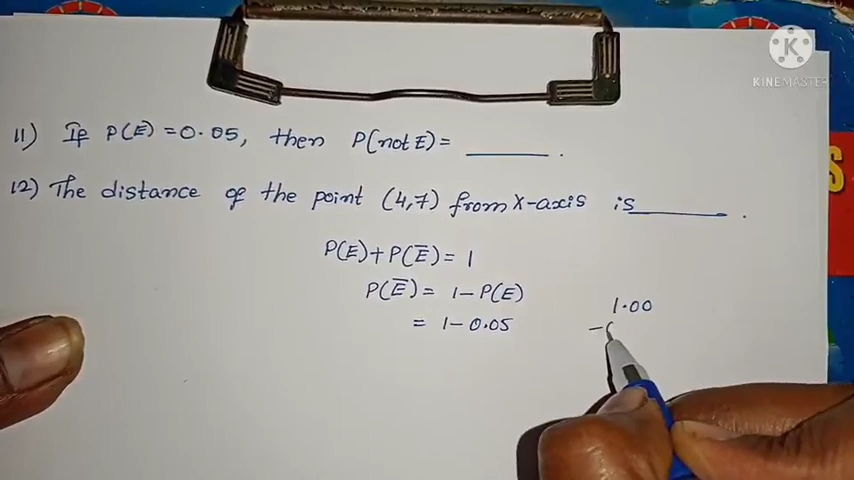 KINEMASTER
11) If P(E) = 0.05, then P(not E) = ______.
12) The distance of the point (4,7) from X-axis is ______.
P(E)+P(E̅) = 1
P(E̅) = 1-P(E)
= 1-0.05
1.00
-0